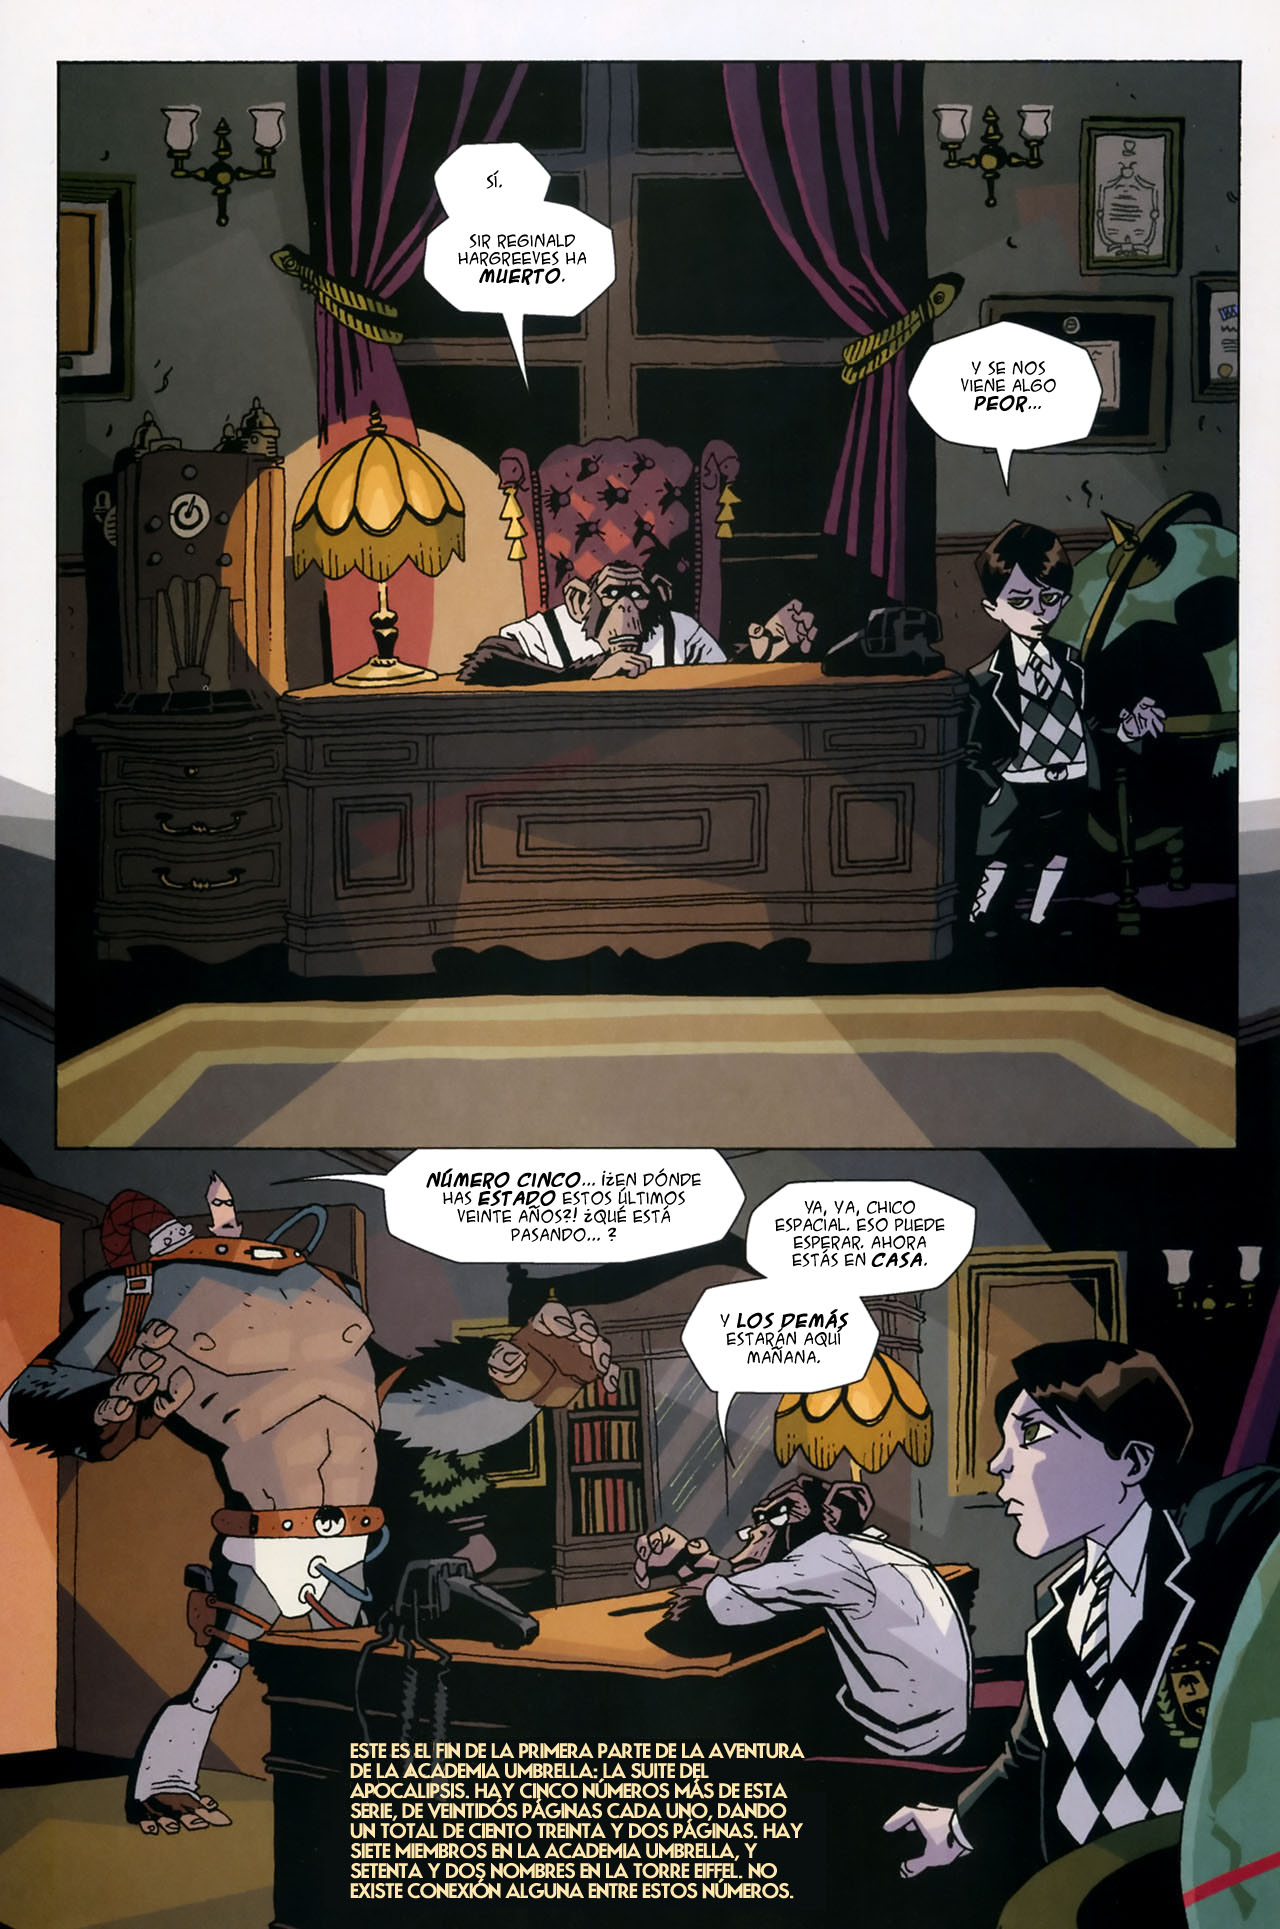 SÍ.
SIR REGINALD
HARGREEVES HA
MUERTO.
Y SE NOS
VIENE ALGO
PEOR...
NÚMERO CINCO... ¡¿EN DÓNDE
HAS ESTADO ESTOS ÚLTIMOS
VEINTE AÑOS?! ¿QUÉ ESTÁ
PASANDO... ?
YA, YA, CHICO
ESPACIAL. ESO PUEDE
ESPERAR. AHORA
ESTÁS EN CASA.
Y LOS DEMÁS
ESTARÁN AQUÍ
MAÑANA.
ESTE ES EL FIN DE LA PRIMERA PARTE DE LA AVENTURA
DE LA ACADEMIA UMBRELLA: LA SUITE DEL
APOCALIPSIS. HAY CINCO NÚMEROS MÁS DE ESTA
SERIE, DE VEINTIDÓS PÁGINAS CADA UNO, DANDO
UN TOTAL DE CIENTO TREINTA Y DOS PÁGINAS. HAY
SIETE MIEMBROS EN LA ACADEMIA UMBRELLA, Y
SETENTA Y DOS NOMBRES EN LA TORRE EIFFEL. NO
EXISTE CONEXIÓN ALGUNA ENTRE ESTOS NÚMEROS.